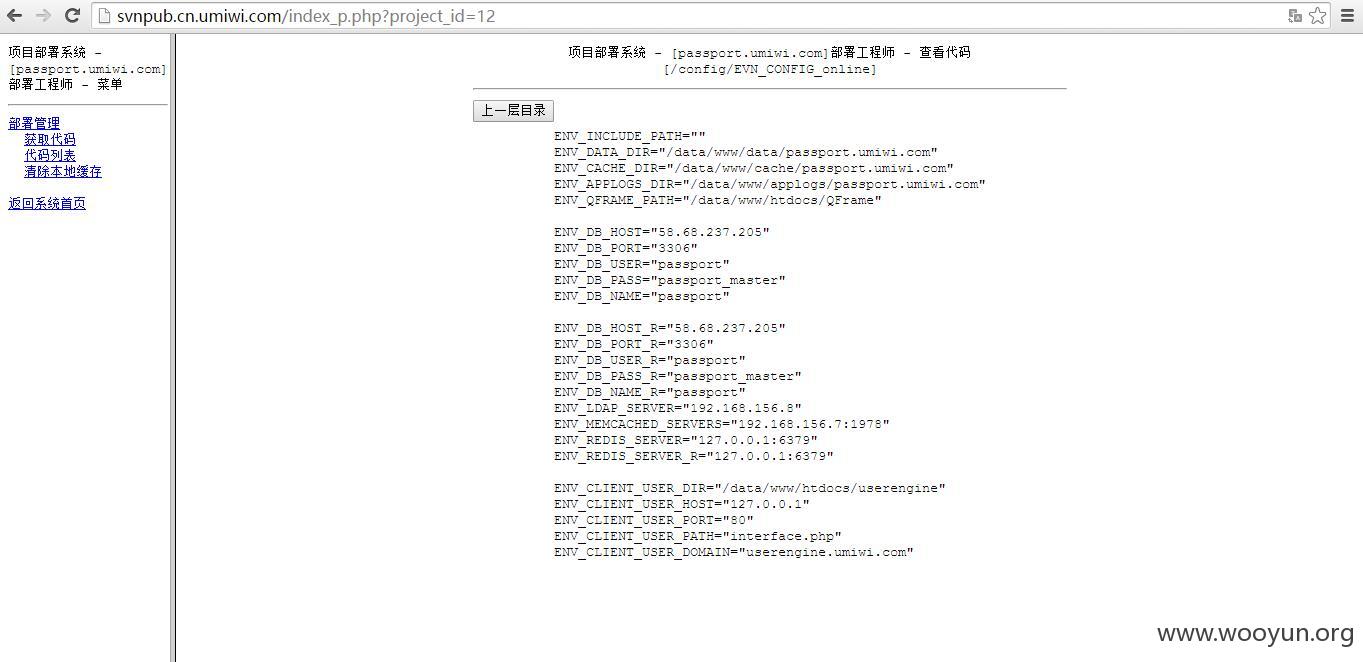 svnpub.cn.umiwi.com/index_p.php?project_id=12
项目部署系统 -
[passport.umiwi.com]
部署工程师 - 菜单
部署管理
获取代码
代码列表
清除本地缓存
返回系统首页
项目部署系统 - [passport.umiwi.com]部署工程师 - 查看代码
[/config/EVN_CONFIG_online]
上一层目录
ENV_INCLUDE_PATH=""
ENV_DATA_DIR="/data/www/data/passport.umiwi.com"
ENV_CACHE_DIR="/data/www/cache/passport.umiwi.com"
ENV_APPLOGS_DIR="/data/www/applogs/passport.umiwi.com"
ENV_QFRAME_PATH="/data/www/htdocs/QFrame"
ENV_DB_HOST="58.68.237.205"
ENV_DB_PORT="3306"
ENV_DB_USER="passport"
ENV_DB_PASS="passport_master"
ENV_DB_NAME="passport"
ENV_DB_HOST_R="58.68.237.205"
ENV_DB_PORT_R="3306"
ENV_DB_USER_R="passport"
ENV_DB_PASS_R="passport_master"
ENV_DB_NAME_R="passport"
ENV_LDAP_SERVER="192.168.156.8"
ENV_MEMCACHED_SERVERS="192.168.156.7:1978"
ENV_REDIS_SERVER="127.0.0.1:6379"
ENV_REDIS_SERVER_R="127.0.0.1:6379"
ENV_CLIENT_USER_DIR="/data/www/htdocs/userengine"
ENV_CLIENT_USER_HOST="127.0.0.1"
ENV_CLIENT_USER_PORT="80"
ENV_CLIENT_USER_PATH="interface.php"
ENV_CLIENT_USER_DOMAIN="userengine.umiwi.com"
www.wooyun.org